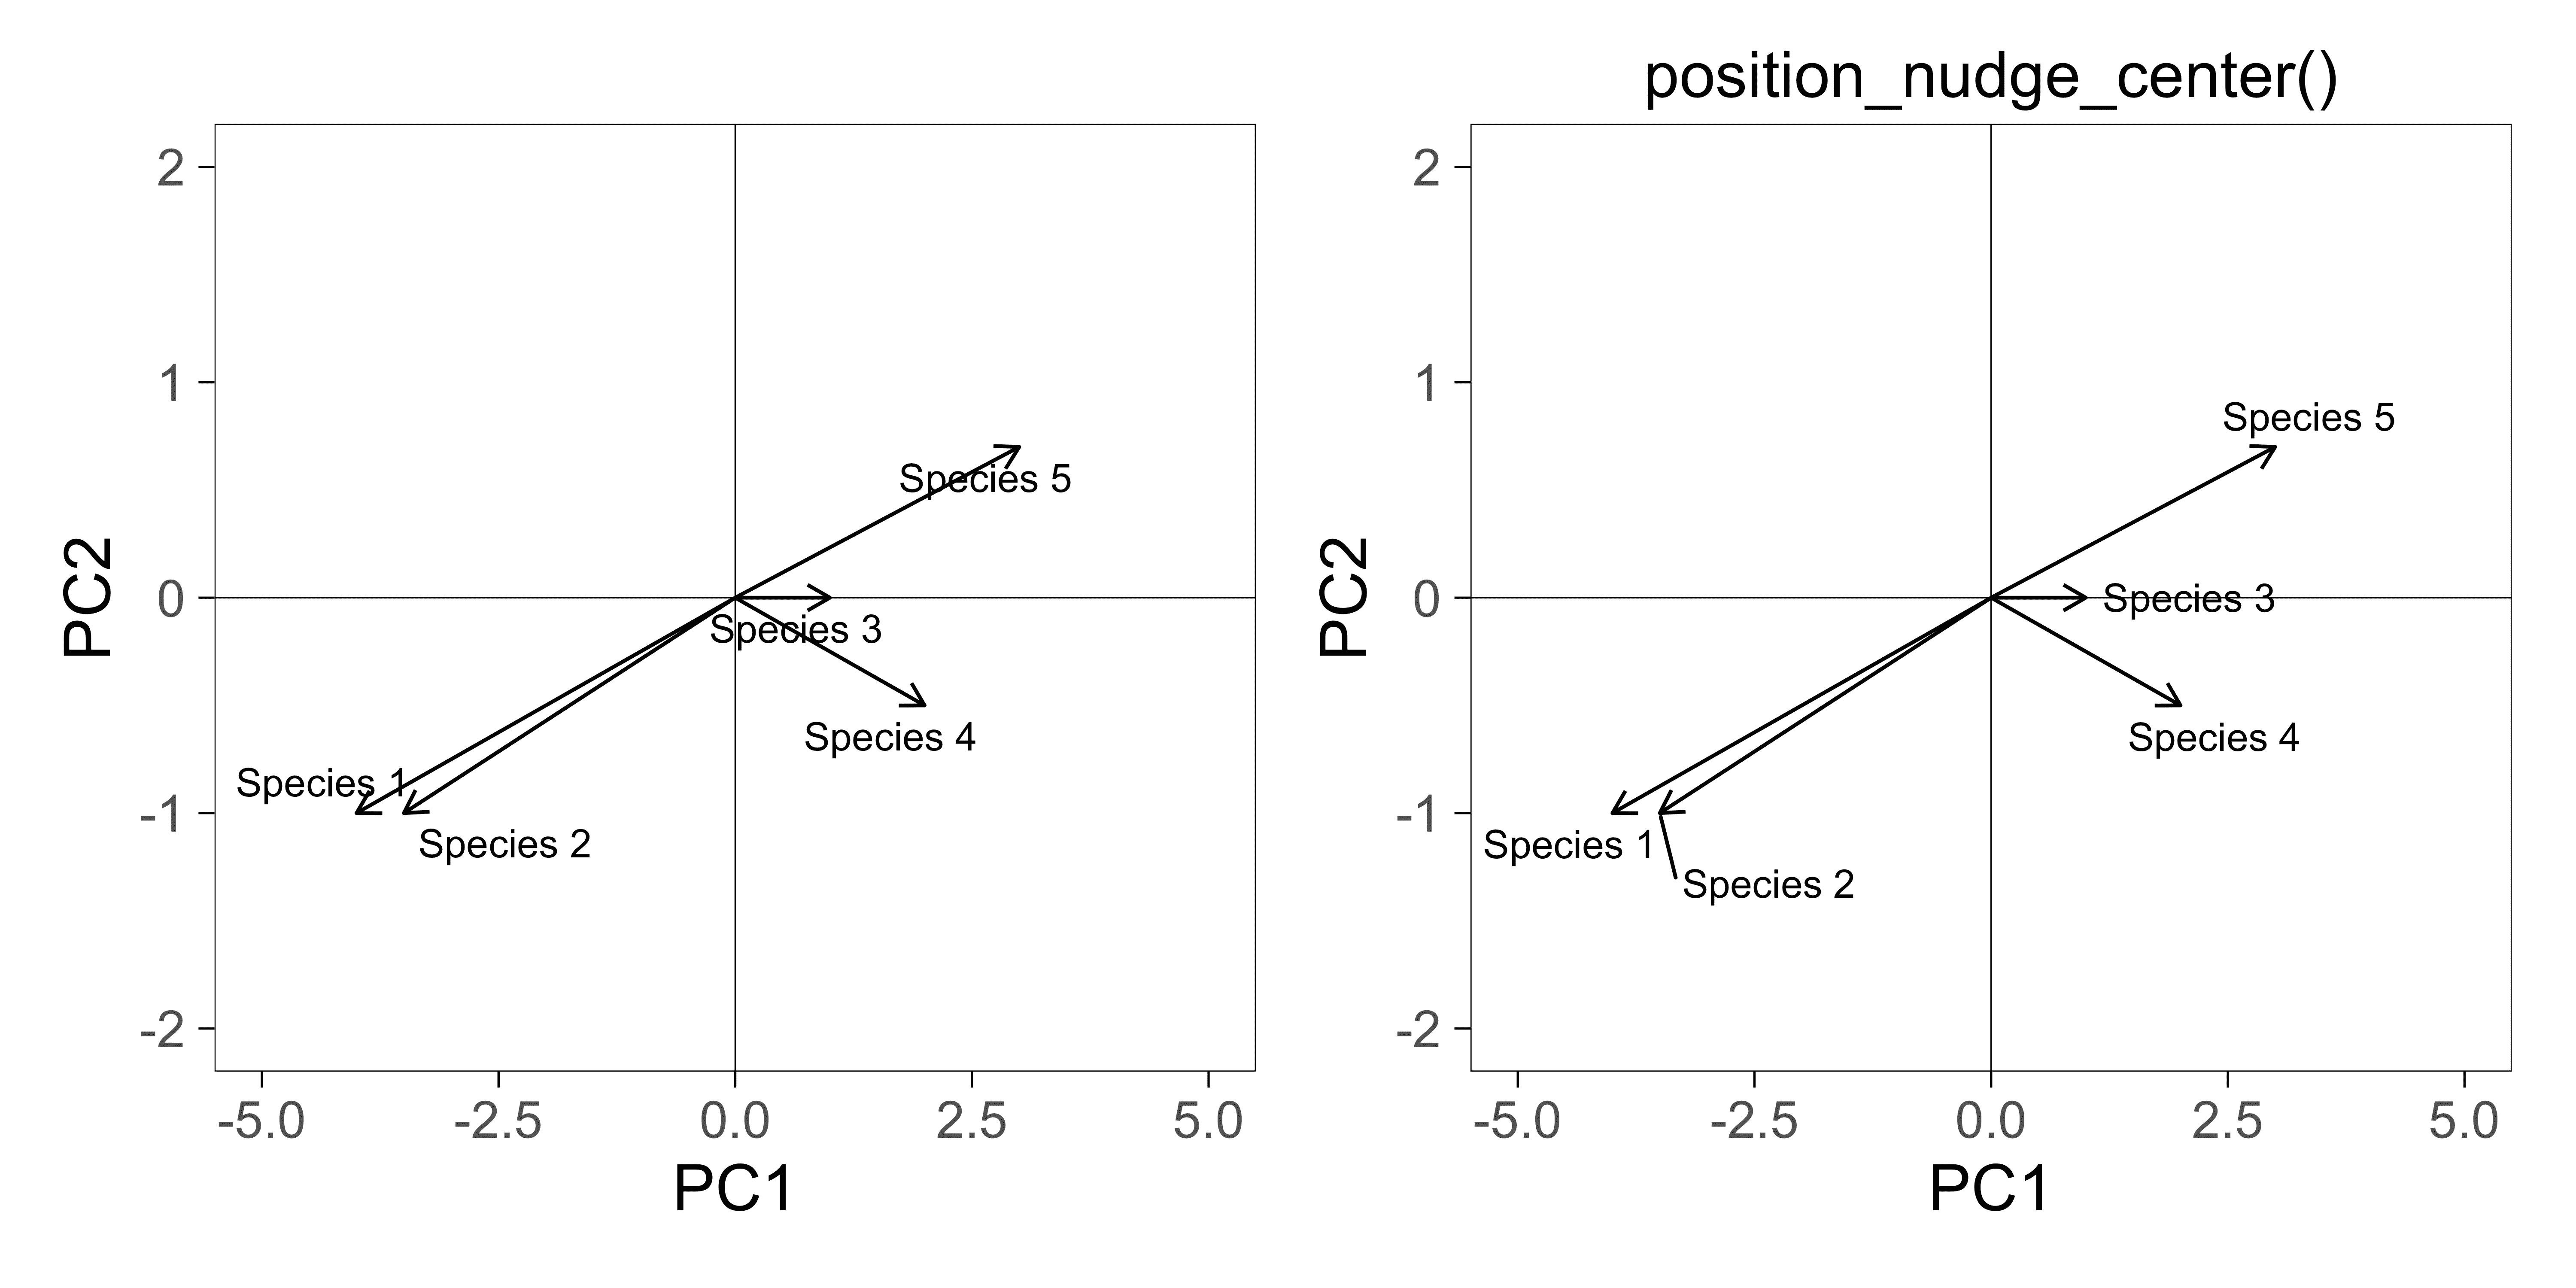 position_nudge_center()
2
1
0
-1
-2
PC2
Species 5
Species 3
Species 4
Species 1
Species 2
-5.0 -2.5 0.0 2.5 5.0
PC1
2
1
0
-1
-2
PC2
Species 5
Species 3
Species 4
Species 1
Species 2
-5.0 -2.5 0.0 2.5 5.0
PC1